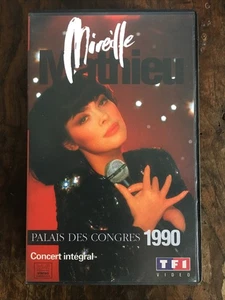 Mireille
Mathieu
PALAIS DES CONGRES 1990
Concert intégral
TF1
VIDEO